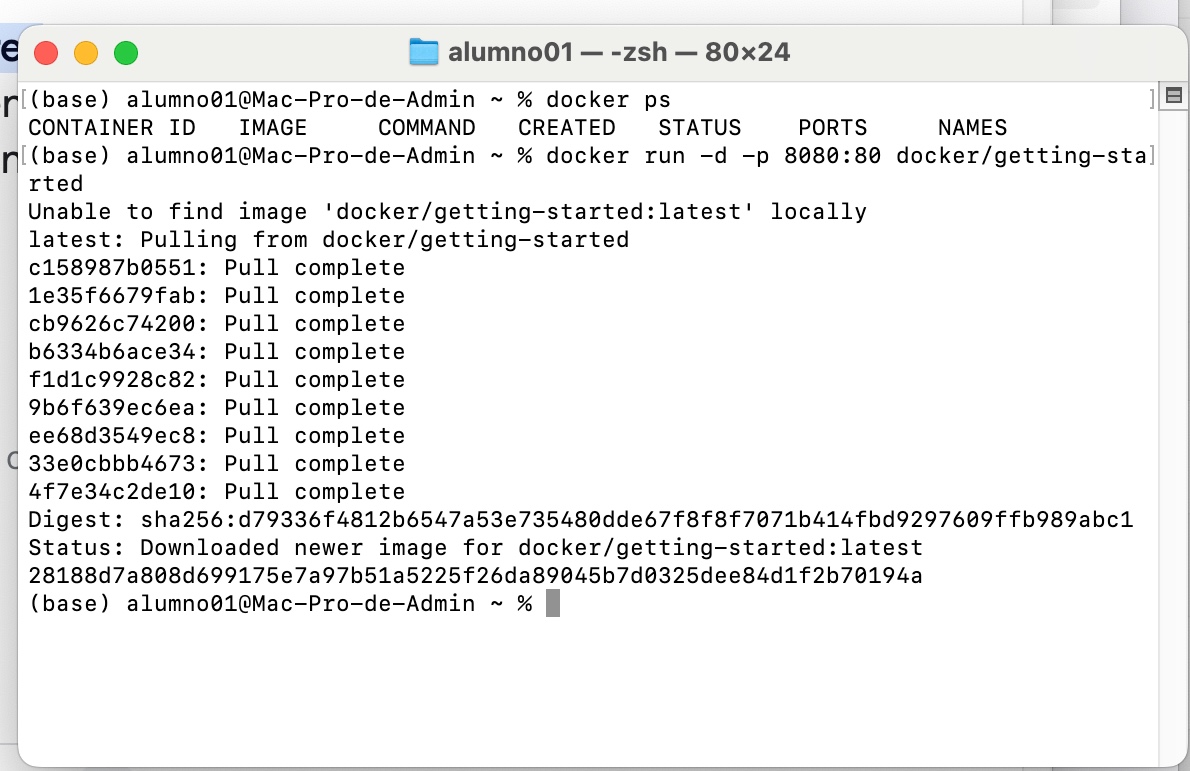 alumno01 — -zsh — 80×24
(base) alumno01@Mac-Pro-de-Admin ~ % docker ps
CONTAINER ID   IMAGE     COMMAND   CREATED   STATUS    PORTS     NAMES
(base) alumno01@Mac-Pro-de-Admin ~ % docker run -d -p 8080:80 docker/getting-sta
rted
Unable to find image 'docker/getting-started:latest' locally
latest: Pulling from docker/getting-started
c158987b0551: Pull complete
1e35f6679fab: Pull complete
cb9626c74200: Pull complete
b6334b6ace34: Pull complete
f1d1c9928c82: Pull complete
9b6f639ec6ea: Pull complete
ee68d3549ec8: Pull complete
33e0cbbb4673: Pull complete
4f7e34c2de10: Pull complete
Digest: sha256:d79336f4812b6547a53e735480dde67f8f8f7071b414fbd9297609ffb989abc1
Status: Downloaded newer image for docker/getting-started:latest
28188d7a808d699175e7a97b51a5225f26da89045b7d0325dee84d1f2b70194a
(base) alumno01@Mac-Pro-de-Admin ~ %